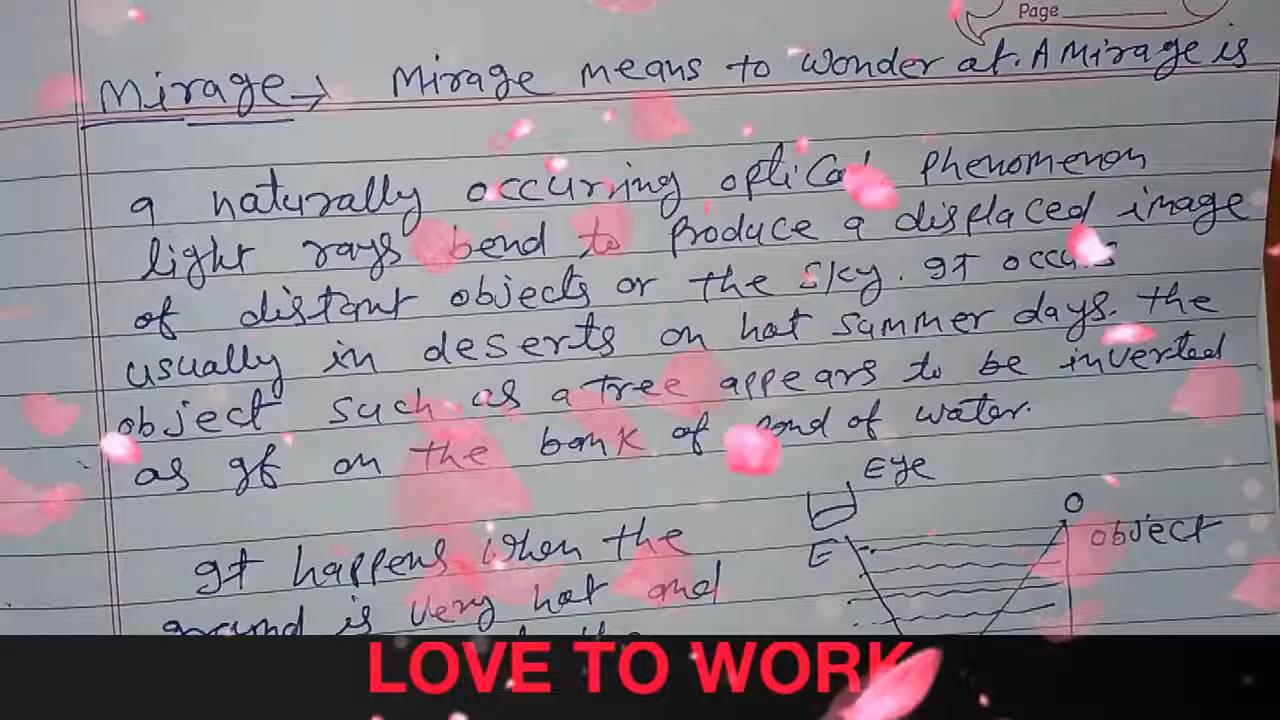 Page
Mirage → Mirage means to wonder at. A Mirage is
a naturally occurring optical phenomenon
light rays bend to produce a displaced image
of distant objects or the sky. It occurs
usually in deserts on hot summer days. the
object such as a tree appears to be inverted
as if on the bank of pond of water.
Eye
O
object
E
It happens when the
ground is very hot and
the
LOVE TO WORK